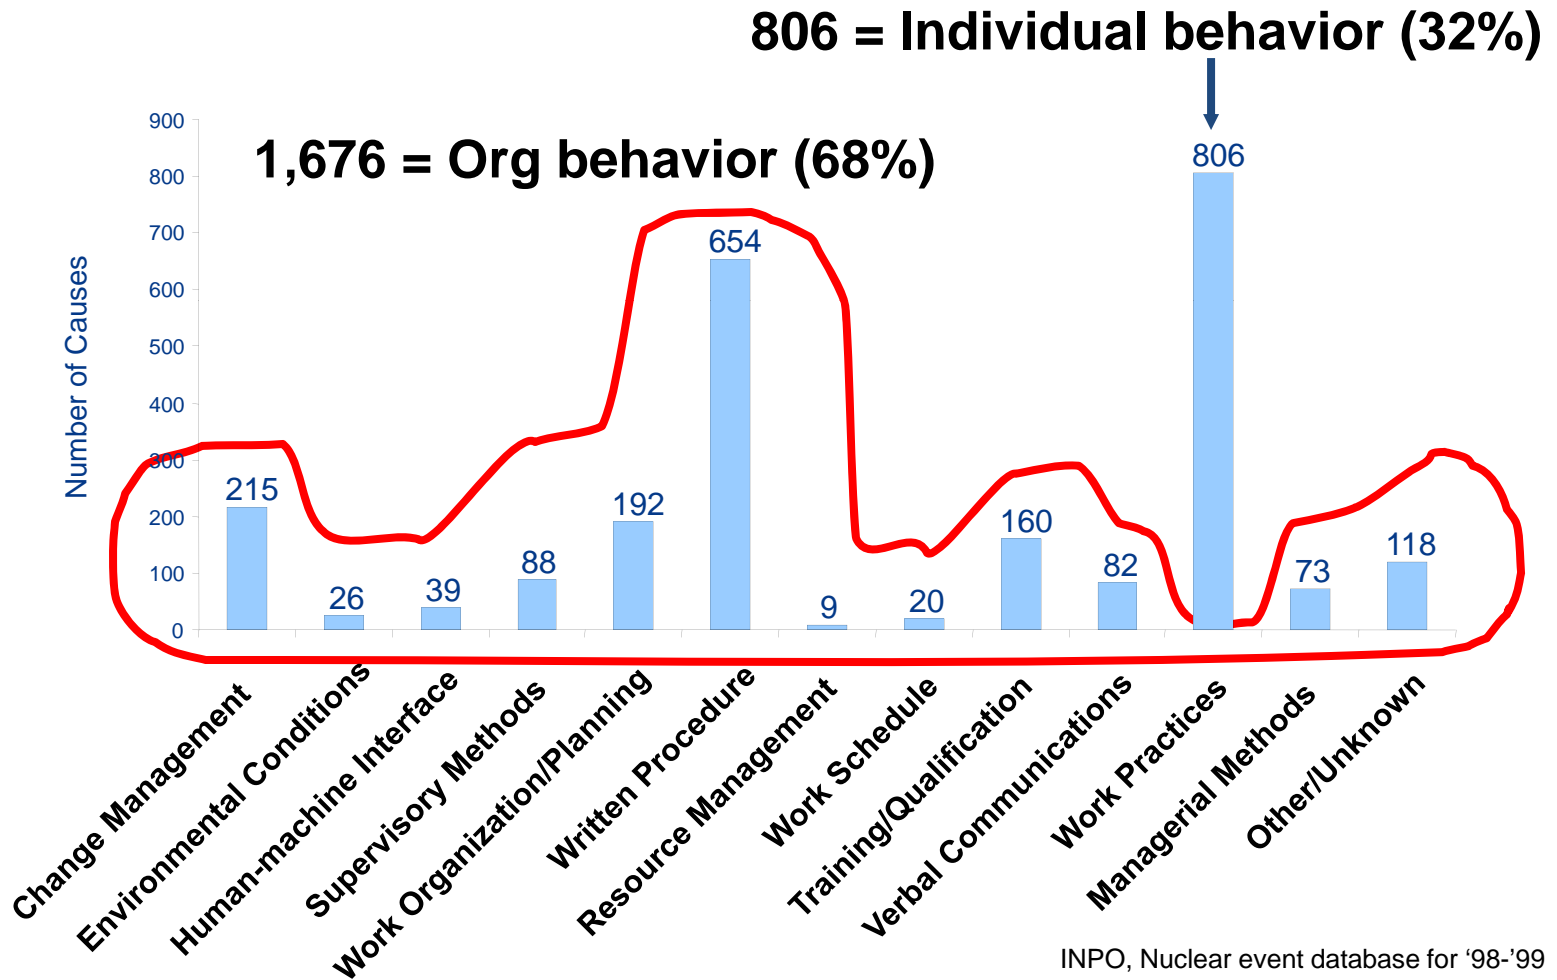 806 = Individual behavior (32%)
1,676 = Org behavior (68%)
Number of Causes
900
800
700
600
500
400
300
200
100
0
215
26
39
88
192
654
9
20
160
82
806
73
118
Change Management
Environmental Conditions
Human-machine Interface
Supervisory Methods
Work Organization/Planning
Written Procedure
Resource Management
Work Schedule
Training/Qualification
Verbal Communications
Work Practices
Managerial Methods
Other/Unknown
INPO, Nuclear event database for ‘98-’99